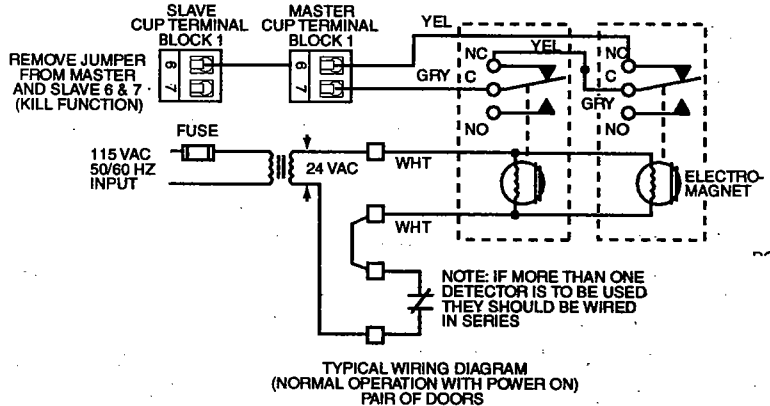 SLAVE
CUP TERMINAL
BLOCK 1
MASTER
CUP TERMINAL
BLOCK 1
YEL
REMOVE JUMPER
FROM MASTER
AND SLAVE 6 & 7
(KILL FUNCTION)
6
7
6
7
GRY
NC
YEL
NC
C
C
GRY
NO
NO
FUSE
115 VAC
50/60 HZ
INPUT
24 VAC
WHT
ELECTRO-
MAGNET
WHT
NOTE: IF MORE THAN ONE
DETECTOR IS TO BE USED
THEY SHOULD BE WIRED
IN SERIES
TYPICAL WIRING DIAGRAM
(NORMAL OPERATION WITH POWER ON)
PAIR OF DOORS